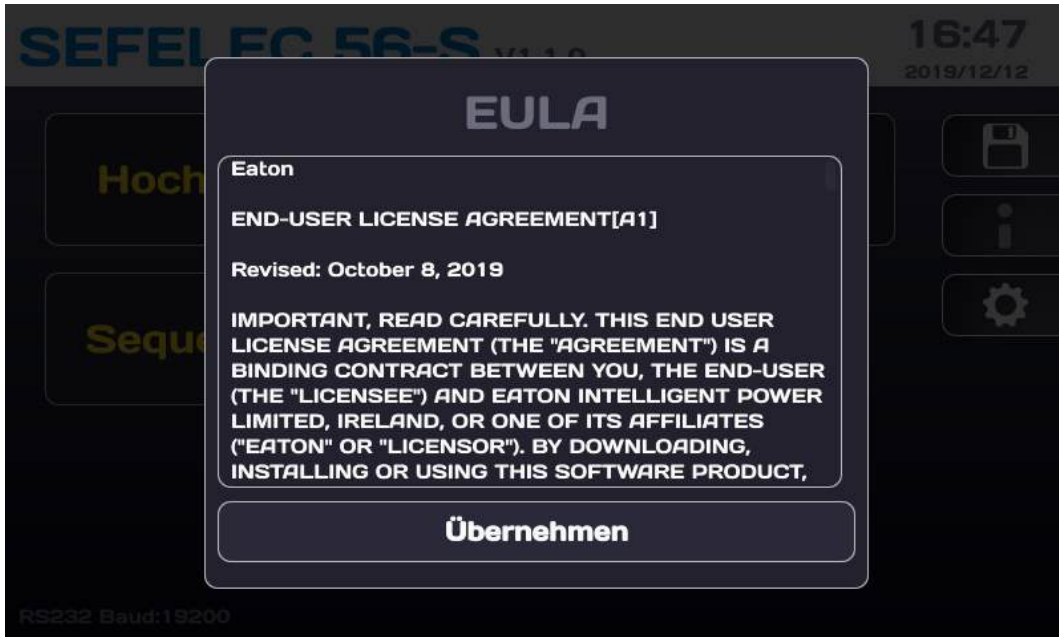 SEFELEC 56-S V1.1.0
16:47
2019/12/12
EULA
Hoch
Seque
Eaton
END-USER LICENSE AGREEMENT[A1]
Revised: October 8, 2019
IMPORTANT, READ CAREFULLY. THIS END USER
LICENSE AGREEMENT (THE "AGREEMENT") IS A
BINDING CONTRACT BETWEEN YOU, THE END-USER
(THE "LICENSEE") AND EATON INTELLIGENT POWER
LIMITED, IRELAND, OR ONE OF ITS AFFILIATES
("EATON" OR "LICENSOR"). BY DOWNLOADING,
INSTALLING OR USING THIS SOFTWARE PRODUCT,
Übernehmen
RS232 Baud:19200